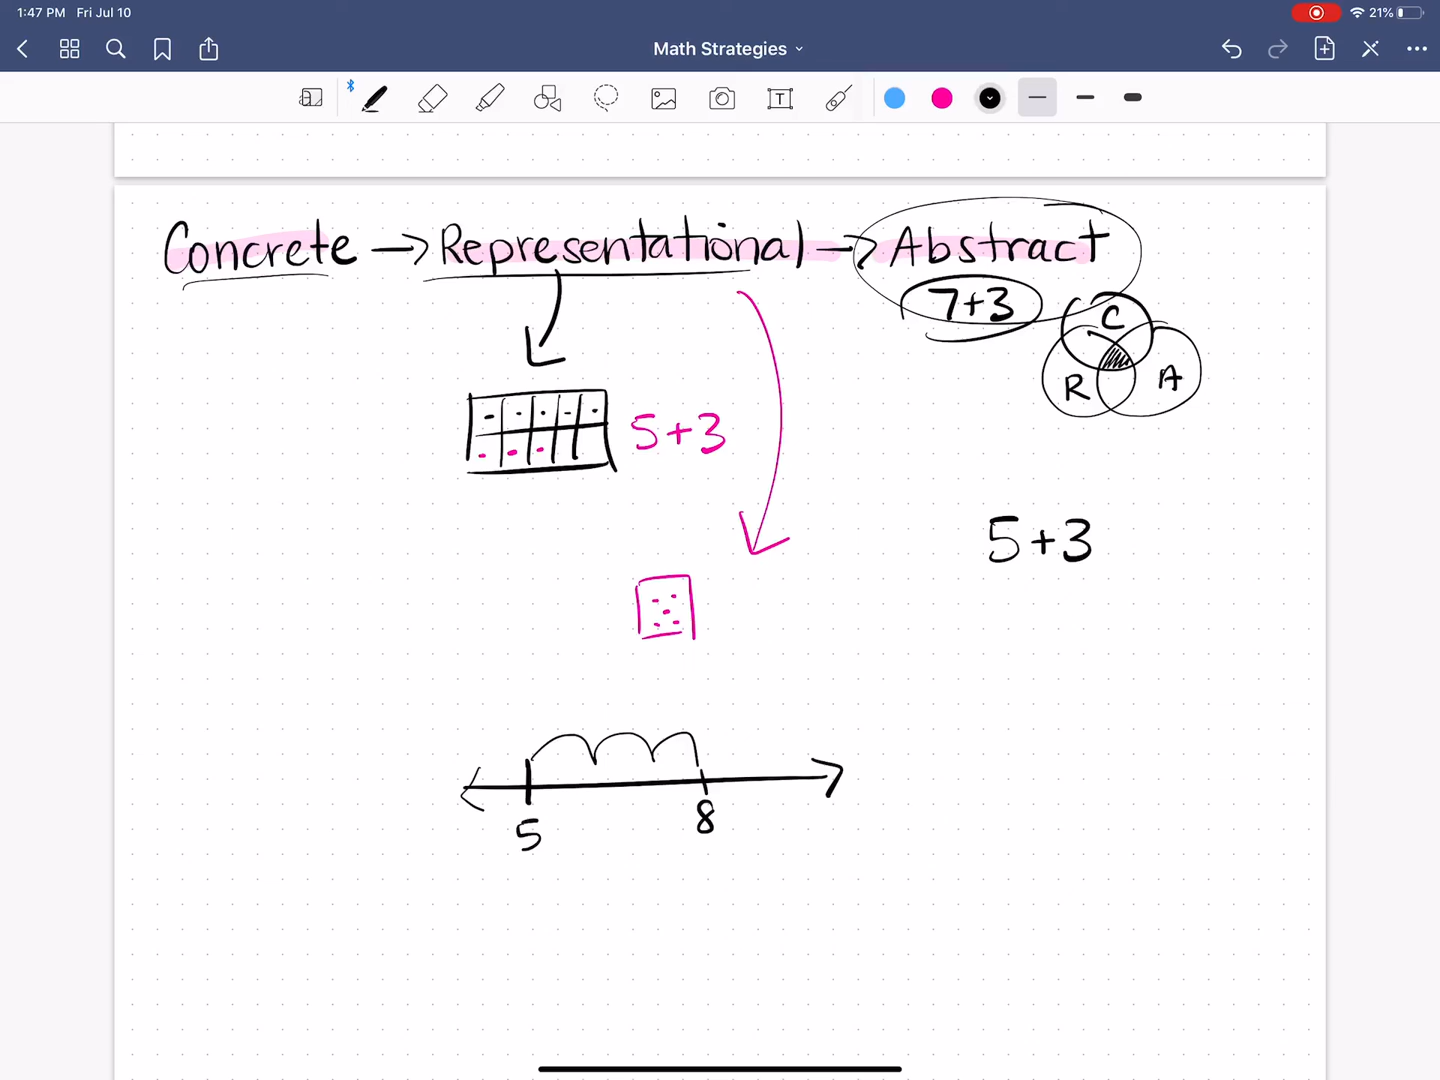 1:47 PM Fri Jul 10
21%
Math Strategies
T
Concrete → Representational → Abstract
7+3
C
R A
5+3
5+3
5 8